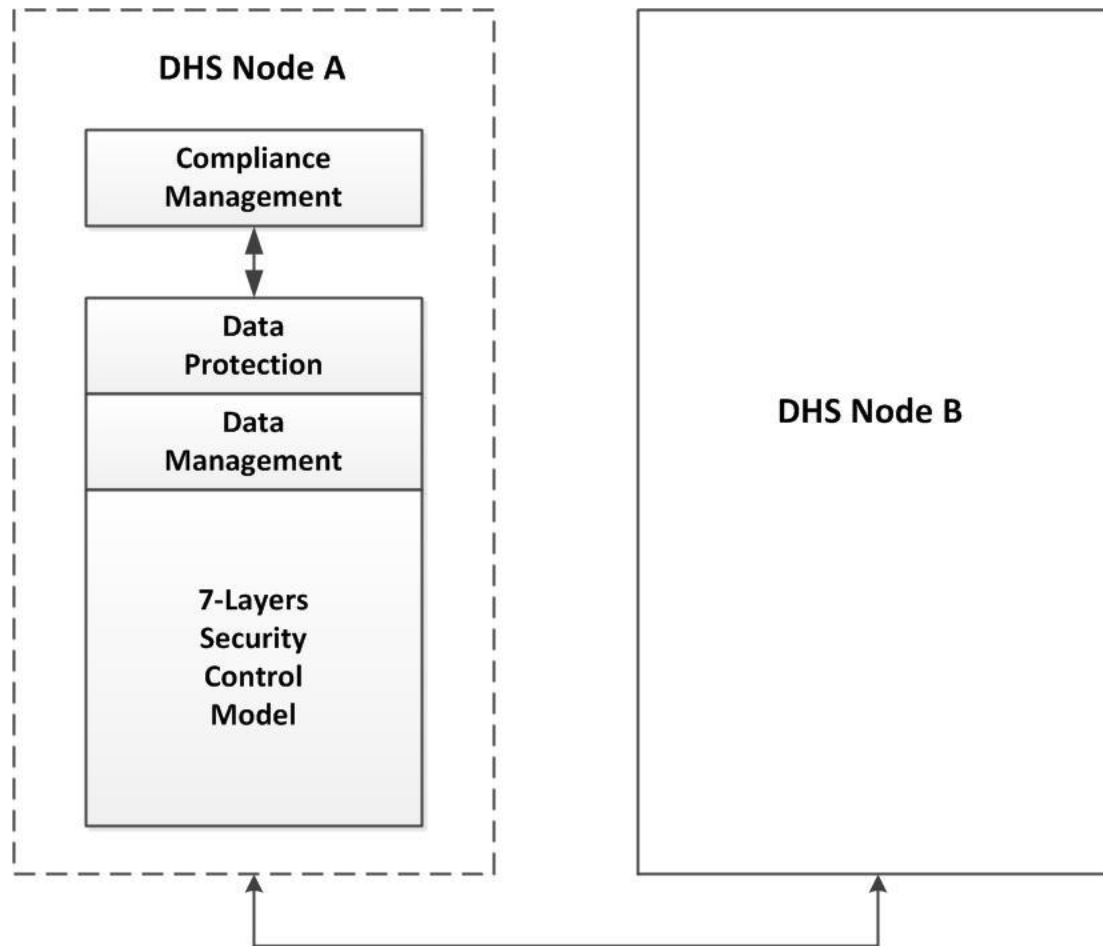 DHS Node A
Compliance
Management
Data
Protection
Data
Management
7-Layers
Security
Control
Model
DHS Node B